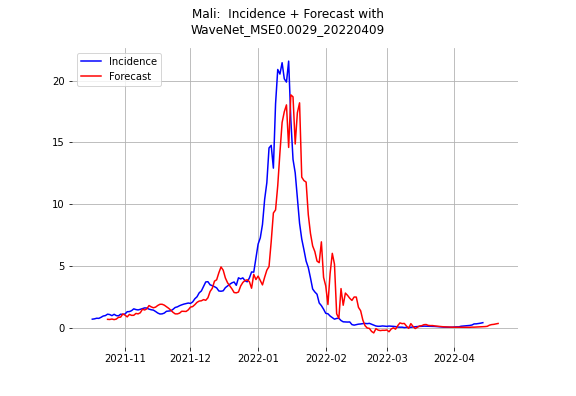 Mali:  Incidence + Forecast with
WaveNet_MSE0.0029_20220409
Incidence
Forecast
20
15
10
5
0
2021-11
2021-12
2022-01
2022-02
2022-03
2022-04